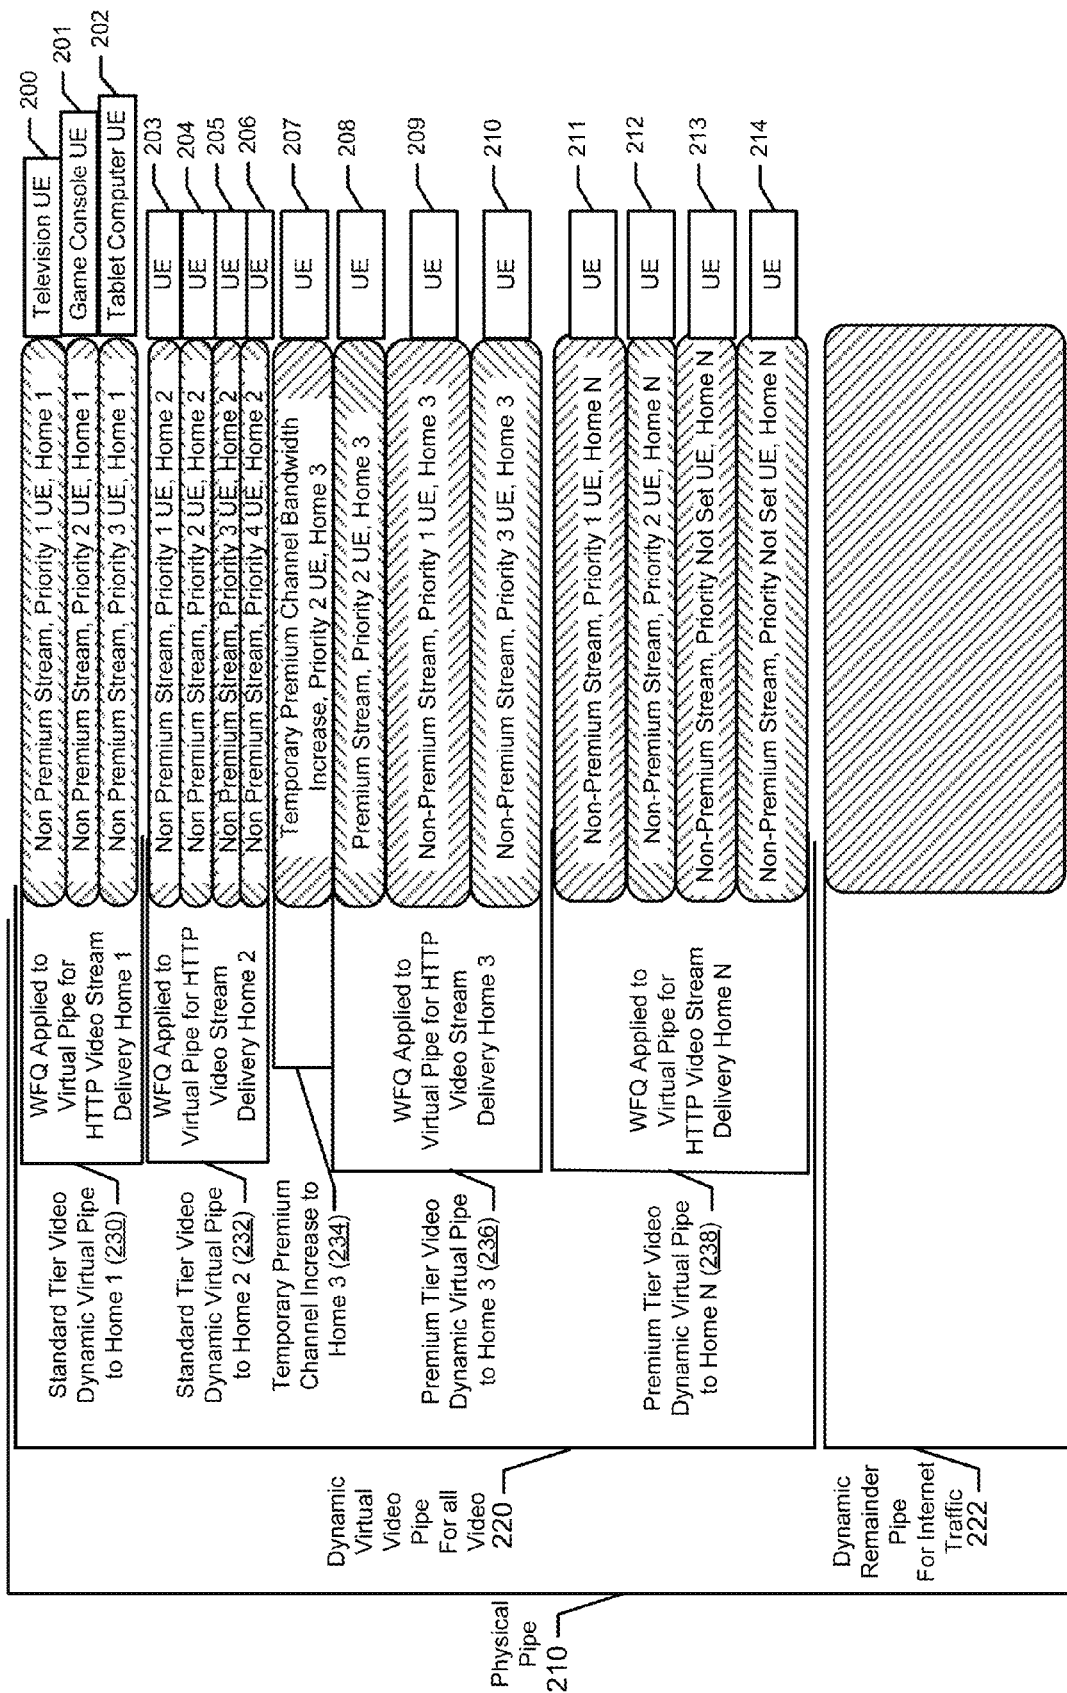 Physical
Pipe
210
Dynamic
Virtual
Video
Pipe
For all
Video
220
Dynamic
Remainder
Pipe
For Internet
Traffic
222
Standard Tier Video
Dynamic Virtual Pipe
to Home 1 (230)
Standard Tier Video
Dynamic Virtual Pipe
to Home 2 (232)
Temporary Premium
Channel Increase to
Home 3 (234)
Premium Tier Video
Dynamic Virtual Pipe
to Home 3 (236)
Premium Tier Video
Dynamic Virtual Pipe
to Home N (238)
WFQ Applied to
Virtual Pipe for
HTTP Video Stream
Delivery Home 1
WFQ Applied to
Virtual Pipe for HTTP
Video Stream
Delivery Home 2
WFQ Applied to
Virtual Pipe for HTTP
Video Stream
Delivery Home 3
WFQ Applied to
Virtual Pipe for
HTTP Video Stream
Delivery Home N
Non Premium Stream, Priority 1 UE, Home 1
Non Premium Stream, Priority 2 UE, Home 1
Non Premium Stream, Priority 3 UE, Home 1
Non Premium Stream, Priority 1 UE, Home 2
Non Premium Stream, Priority 2 UE, Home 2
Non Premium Stream, Priority 3 UE, Home 2
Non Premium Stream, Priority 4 UE, Home 2
Temporary Premium Channel Bandwidth
Increase, Priority 2 UE, Home 3
Premium Stream, Priority 2 UE, Home 3
Non-Premium Stream, Priority 1 UE, Home 3
Non-Premium Stream, Priority 3 UE, Home 3
Non-Premium Stream, Priority 1 UE, Home N
Non-Premium Stream, Priority 2 UE, Home N
Non-Premium Stream, Priority Not Set UE, Home N
Non-Premium Stream, Priority Not Set UE, Home N
Television UE
Game Console UE
Tablet Computer UE
UE
UE
UE
UE
UE
UE
UE
UE
UE
UE
UE
UE
200
201
202
203
204
205
206
207
208
209
210
211
212
213
214